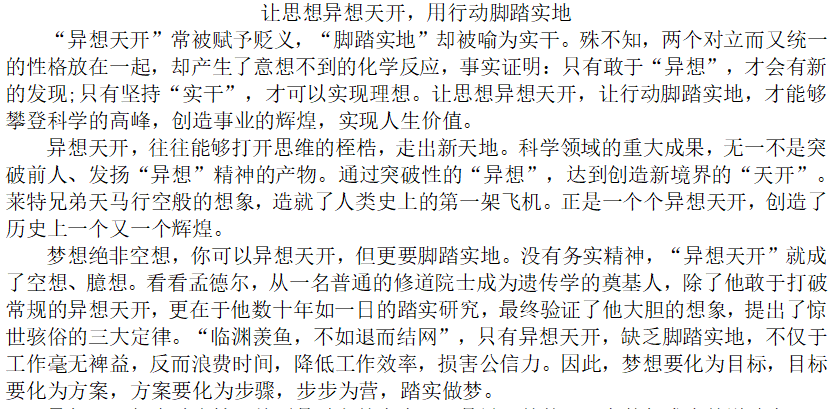 让思想异想天开，用行动脚踏实地
“异想天开”常被赋予贬义，“脚踏实地”却被喻为实干。殊不知，两个对立而又统一
的性格放在一起，却产生了意想不到的化学反应，事实证明：只有敢于“异想”，才会有新
的发现；只有坚持“实干”，才可以实现理想。让思想异想天开，让行动脚踏实地，才能够
攀登科学的高峰，创造事业的辉煌，实现人生价值。
异想天开，往往能够打开思维的桎梏，走出新天地。科学领域的重大成果，无一不是突
破前人、发扬“异想”精神的产物。通过突破性的“异想”，达到创造新境界的“天开”。
莱特兄弟天马行空般的想象，造就了人类史上的第一架飞机。正是一个个异想天开，创造了
历史上一个又一个辉煌。
梦想绝非空想，你可以异想天开，但更要脚踏实地。没有务实精神，“异想天开”就成
了空想、臆想。看看孟德尔，从一名普通的修道院士成为遗传学的奠基人，除了他敢于打破
常规的异想天开，更在于他数十年如一日的踏实研究，最终验证了他大胆的想象，提出了惊
世骇俗的三大定律。“临渊羡鱼，不如退而结网”，只有异想天开，缺乏脚踏实地，不仅于
工作毫无裨益，反而浪费时间，降低工作效率，损害公信力。因此，梦想要化为目标，目标
要化为方案，方案要化为步骤，步步为营，踏实做梦。